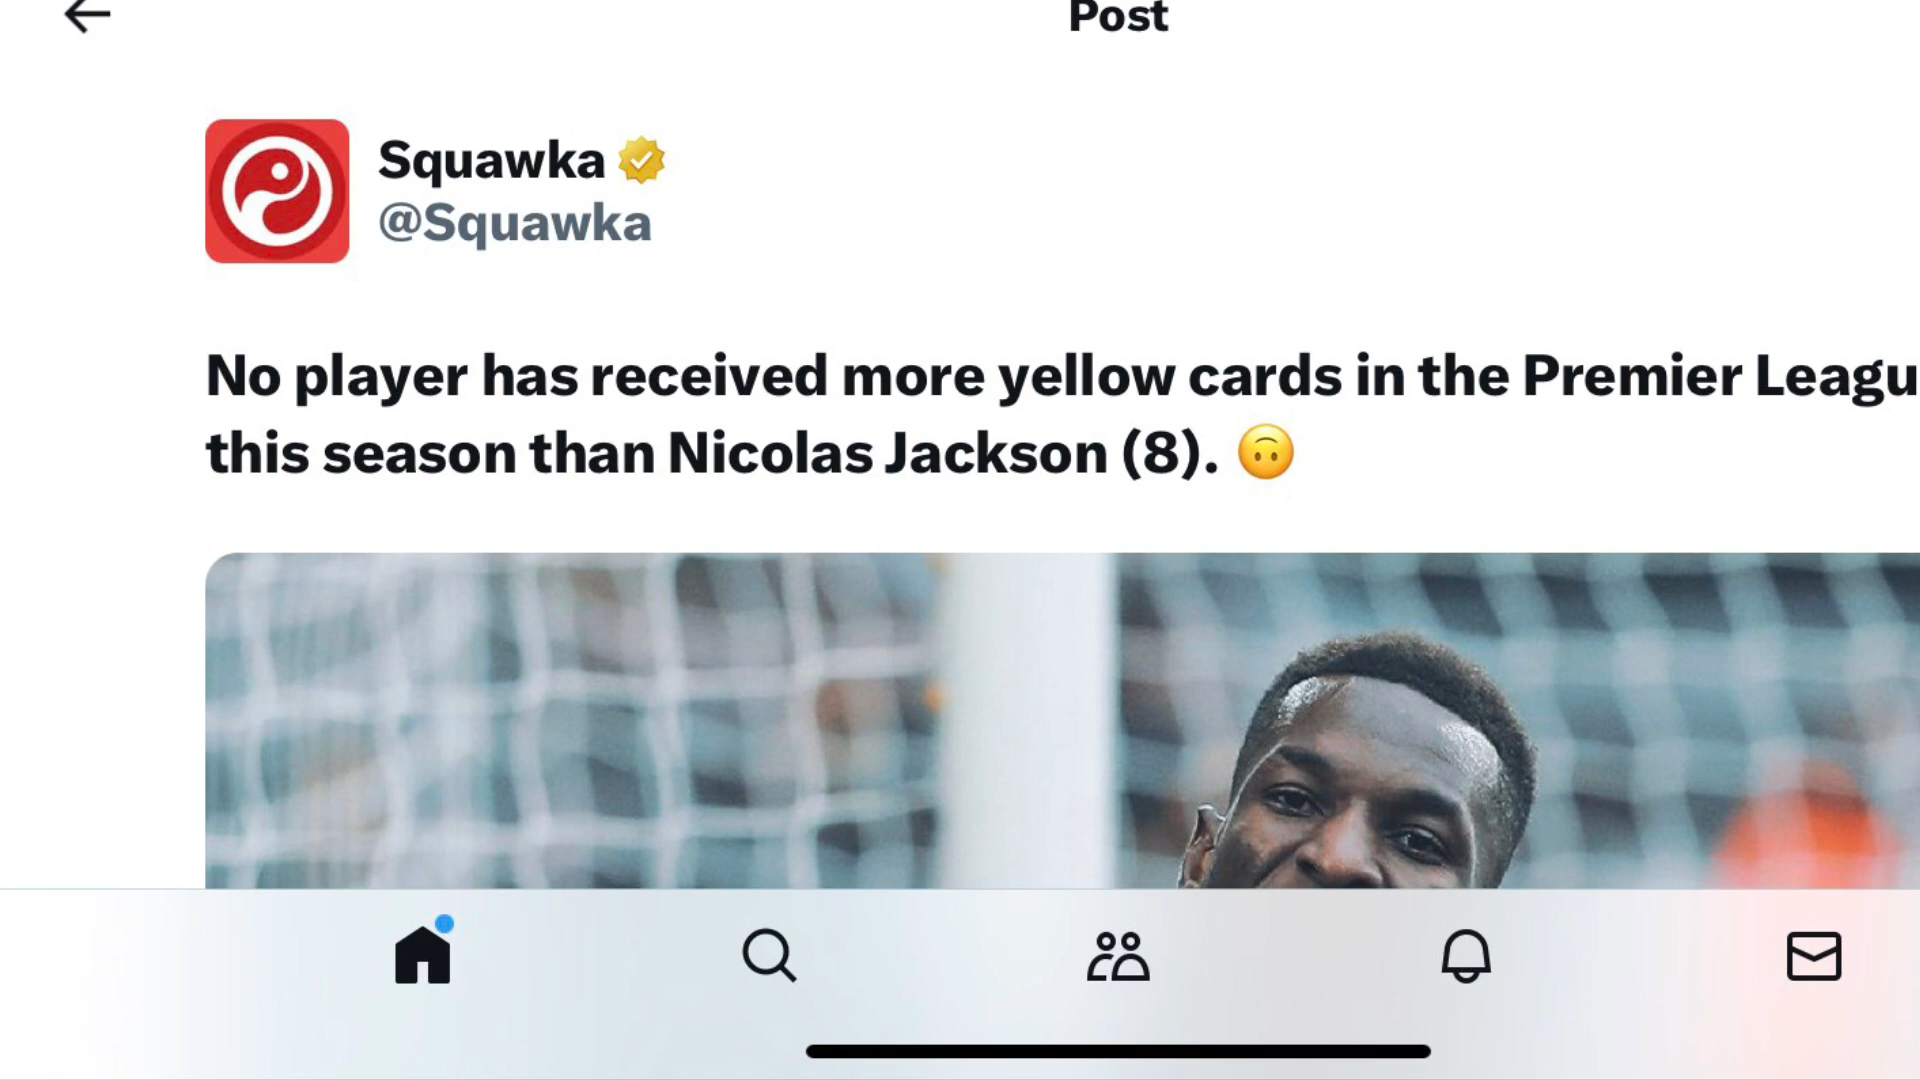 Post
Squawka
@Squawka
No player has received more yellow cards in the Premier Leagu
this season than Nicolas Jackson (8). 🙃